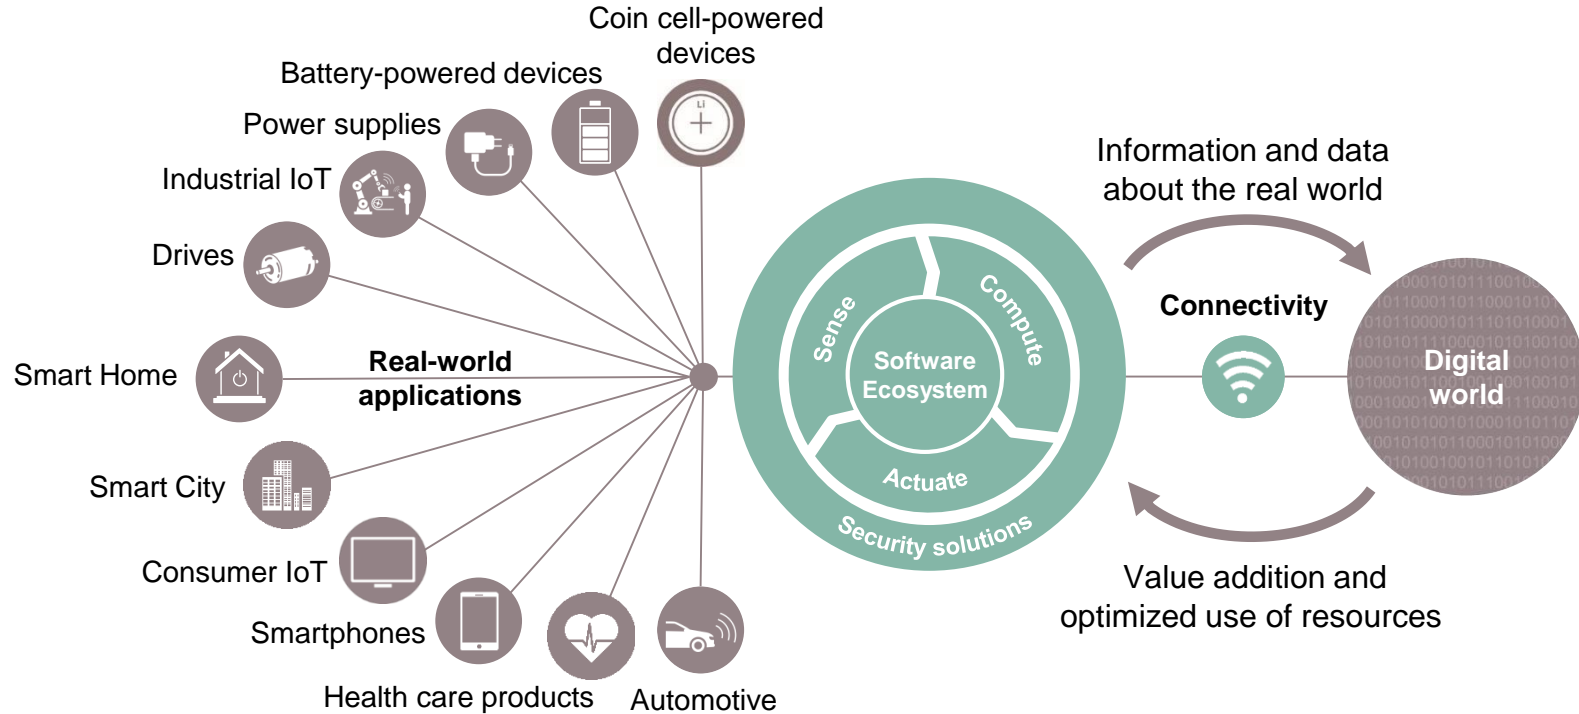 Coin cell-powered
devices
Battery-powered devices
Power supplies
Industrial IoT
Drives
Smart Home
Smart City
Consumer IoT
Smartphones
Health care products
Automotive
Li
Real-world
applications
Sense
Compute
Actuate
Software
Ecosystem
Security solutions
Information and data
about the real world
Connectivity
Digital
world
Value addition and
optimized use of resources